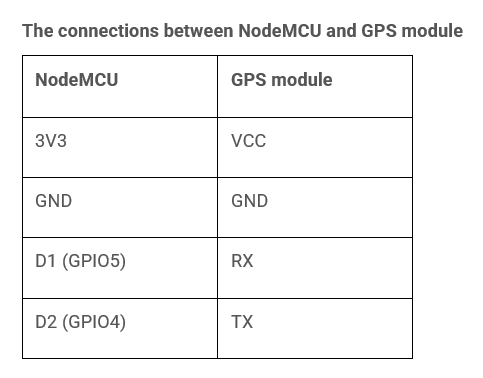 The connections between NodeMCU and GPS module
NodeMCU GPS module
3V3 VCC
GND GND
D1 (GPIO5) RX
D2 (GPIO4) TX